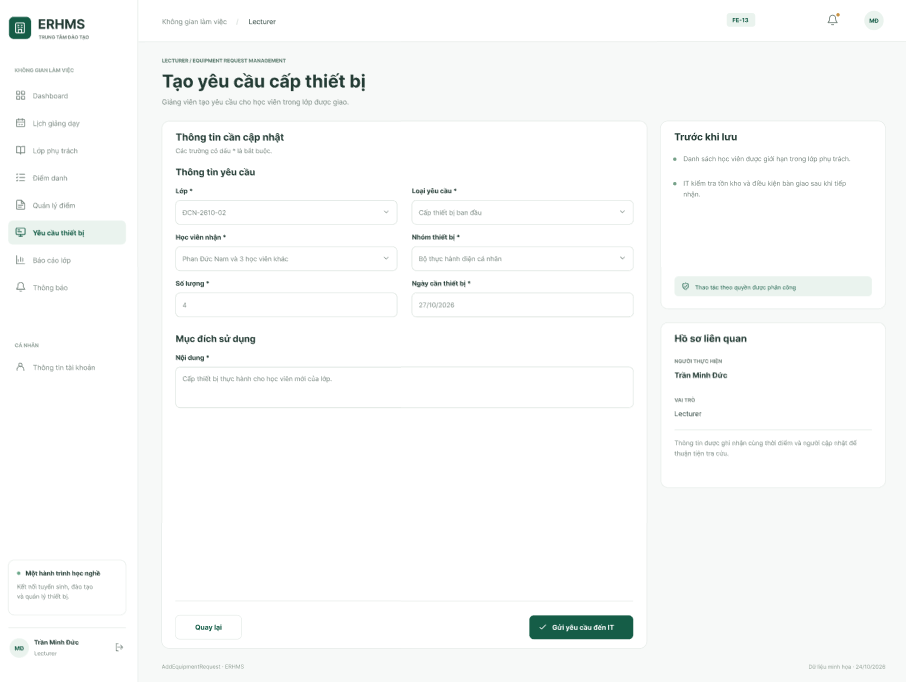 ERHMS
TRUNG TÂM ĐÀO TẠO
KHÔNG GIAN LÀM VIỆC
Dashboard
Lịch giảng dạy
Lớp phụ trách
Điểm danh
Quản lý điểm
Yêu cầu thiết bị
Báo cáo lớp
Thông báo
CÁ NHÂN
Thông tin tài khoản
Một hành trình học nghề
Kết nối tuyển sinh, đào tạo
và quản lý thiết bị.
MĐ
Trần Minh Đức
Lecturer
Không gian làm việc / Lecturer
FE-13
MĐ
LECTURER / EQUIPMENT REQUEST MANAGEMENT
Tạo yêu cầu cấp thiết bị
Giảng viên tạo yêu cầu cho học viên trong lớp được giao.
Thông tin cần cập nhật
Các trường có dấu * là bắt buộc.
Thông tin yêu cầu
Lớp *
Loại yêu cầu *
ĐCN-2610-02
Cấp thiết bị ban đầu
Học viên nhận *
Nhóm thiết bị *
Phan Đức Nam và 3 học viên khác
Bộ thực hành điện cá nhân
Số lượng *
Ngày cần thiết bị *
4
27/10/2026
Mục đích sử dụng
Nội dung *
Cấp thiết bị thực hành cho học viên mới của lớp.
Quay lại
Gửi yêu cầu đến IT
Trước khi lưu
Danh sách học viên được giới hạn trong lớp phụ trách.
IT kiểm tra tồn kho và điều kiện bàn giao sau khi tiếp
nhận.
Thao tác theo quyền được phân công
Hồ sơ liên quan
NGƯỜI THỰC HIỆN
Trần Minh Đức
VAI TRÒ
Lecturer
Thông tin được ghi nhận cùng thời điểm và người cập nhật để
thuận tiện tra cứu.
AddEquipmentRequest · ERHMS
Dữ liệu minh họa · 24/10/2026